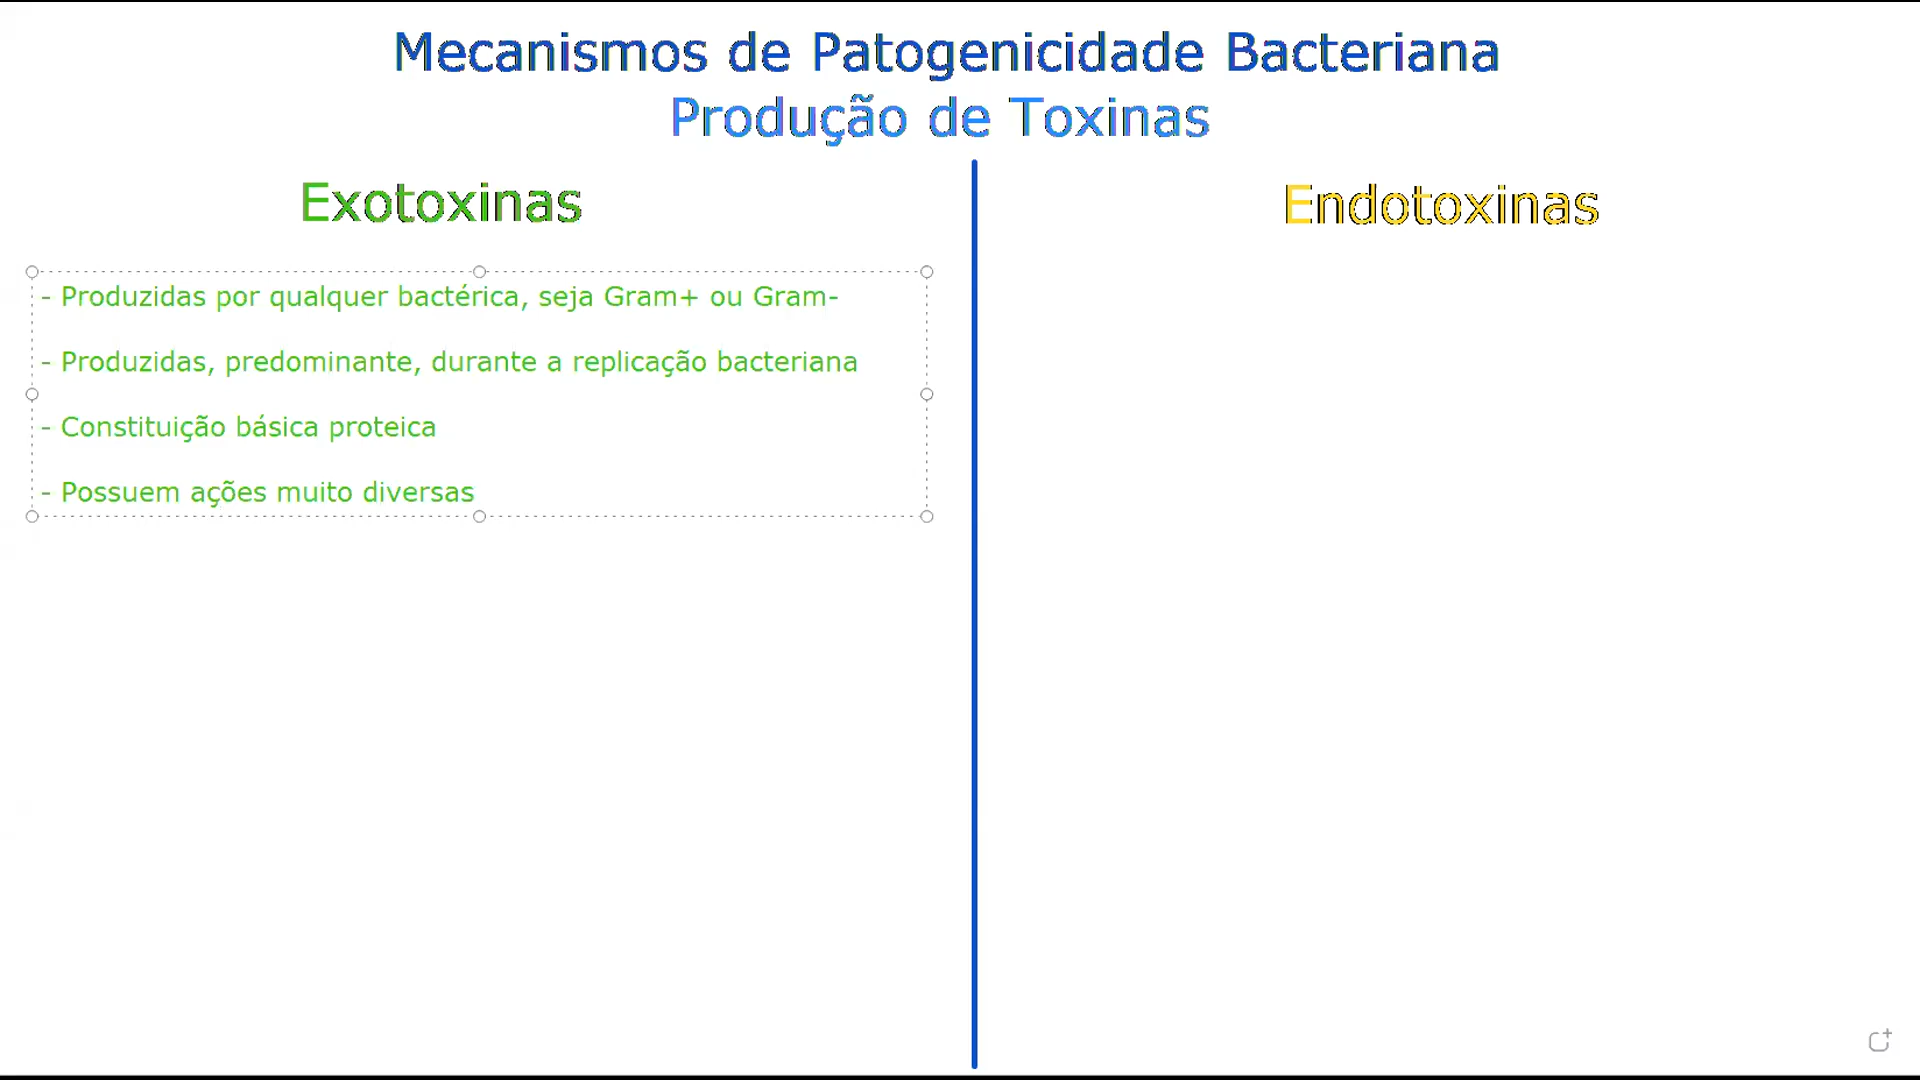 Mecanismos de Patogenicidade Bacteriana
Produção de Toxinas
Exotoxinas
- Produzidas por qualquer bactérica, seja Gram+ ou Gram-
- Produzidas, predominante, durante a replicação bacteriana
- Constituição básica proteica
- Possuem ações muito diversas
Endotoxinas